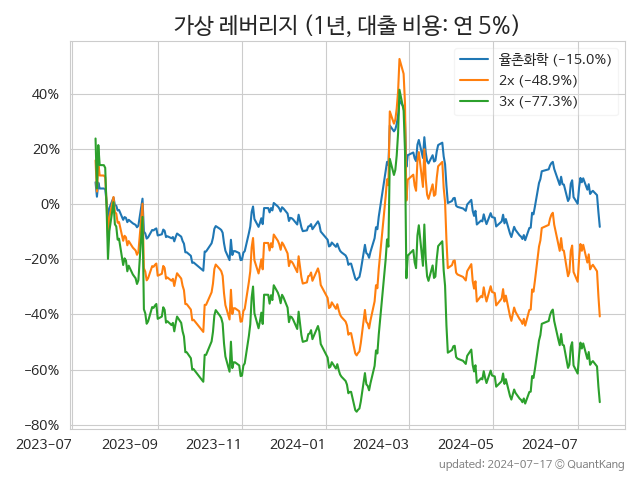 가상 레버리지 (1년, 대출 비용: 연 5%)
율촌화학 (-15.0%)
2x (-48.9%)
3x (-77.3%)
40%
20%
0%
-20%
-40%
-60%
-80%
2023-07 2023-09 2023-11 2024-01 2024-03 2024-05 2024-07
updated: 2024-07-17 © QuantKang